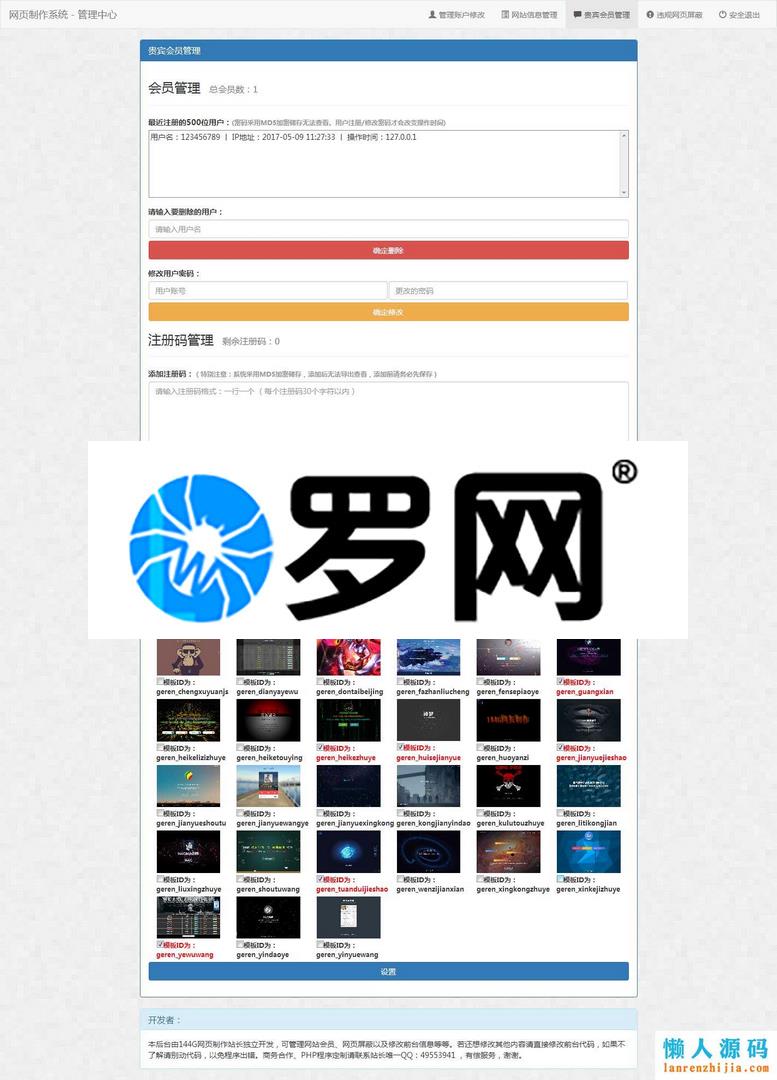 网页制作系统 - 管理中心
管理账户修改 网站信息管理 贵宾会员管理 违规网页屏蔽 安全退出
贵宾会员管理
会员管理 总会员数：1
最近注册的500位用户：(密码采用MD5加密储存无法查看。用户注册/修改密码才会改变操作时间)
用户名：123456789 | IP地址：2017-05-09 11:27:33 | 操作时间：127.0.0.1
请输入要删除的用户：
请输入用户名
确定删除
修改用户密码：
用户账号 更改的密码
确定修改
注册码管理 剩余注册码：0
添加注册码：（特别注意：系统采用MD5加密储存，添加后无法导出查看，添加前请务必先保存）
请输入注册码格式：一行一个（每个注册码30个字符以内）
罗网®
模板ID为： 模板ID为： 模板ID为： 模板ID为： 模板ID为： 模板ID为：
geren_chengxuyuanjs geren_dianyayewu geren_dontaibeijing geren_fazhanliucheng geren_fensepiaoye geren_guangxian
模板ID为： 模板ID为： 模板ID为： 模板ID为： 模板ID为： 模板ID为：
geren_heikelizizhuye geren_heiketouying geren_heikezhuye geren_huisejianyue geren_huoyanzi geren_jianyuejieshao
模板ID为： 模板ID为： 模板ID为： 模板ID为： 模板ID为： 模板ID为：
geren_jianyueshoutu geren_jianyuewangye geren_jianyuexingkong geren_kongjianyindao geren_kulutouzhuye geren_litikongjian
模板ID为： 模板ID为： 模板ID为： 模板ID为： 模板ID为： 模板ID为：
geren_liuxingzhuye geren_shoutuwang geren_tuanduijieshao geren_wenzijianxian geren_xingkongzhuye geren_xinkejizhuye
模板ID为： 模板ID为： 模板ID为：
geren_yewuwang geren_yindaoye geren_yinyuewang
设置
开发者：
本后台由144G网页制作站长独立开发，可管理网站会员、网页屏蔽以及修改前台信息等等。若还想修改其他内容请直接修改前台代码，如果不
了解请别动代码，以免程序出错。商务合作、PHP程序定制请联系站长唯一QQ：49553941 ，有偿服务，谢谢。
懒人源码
lanrenzhijia.com